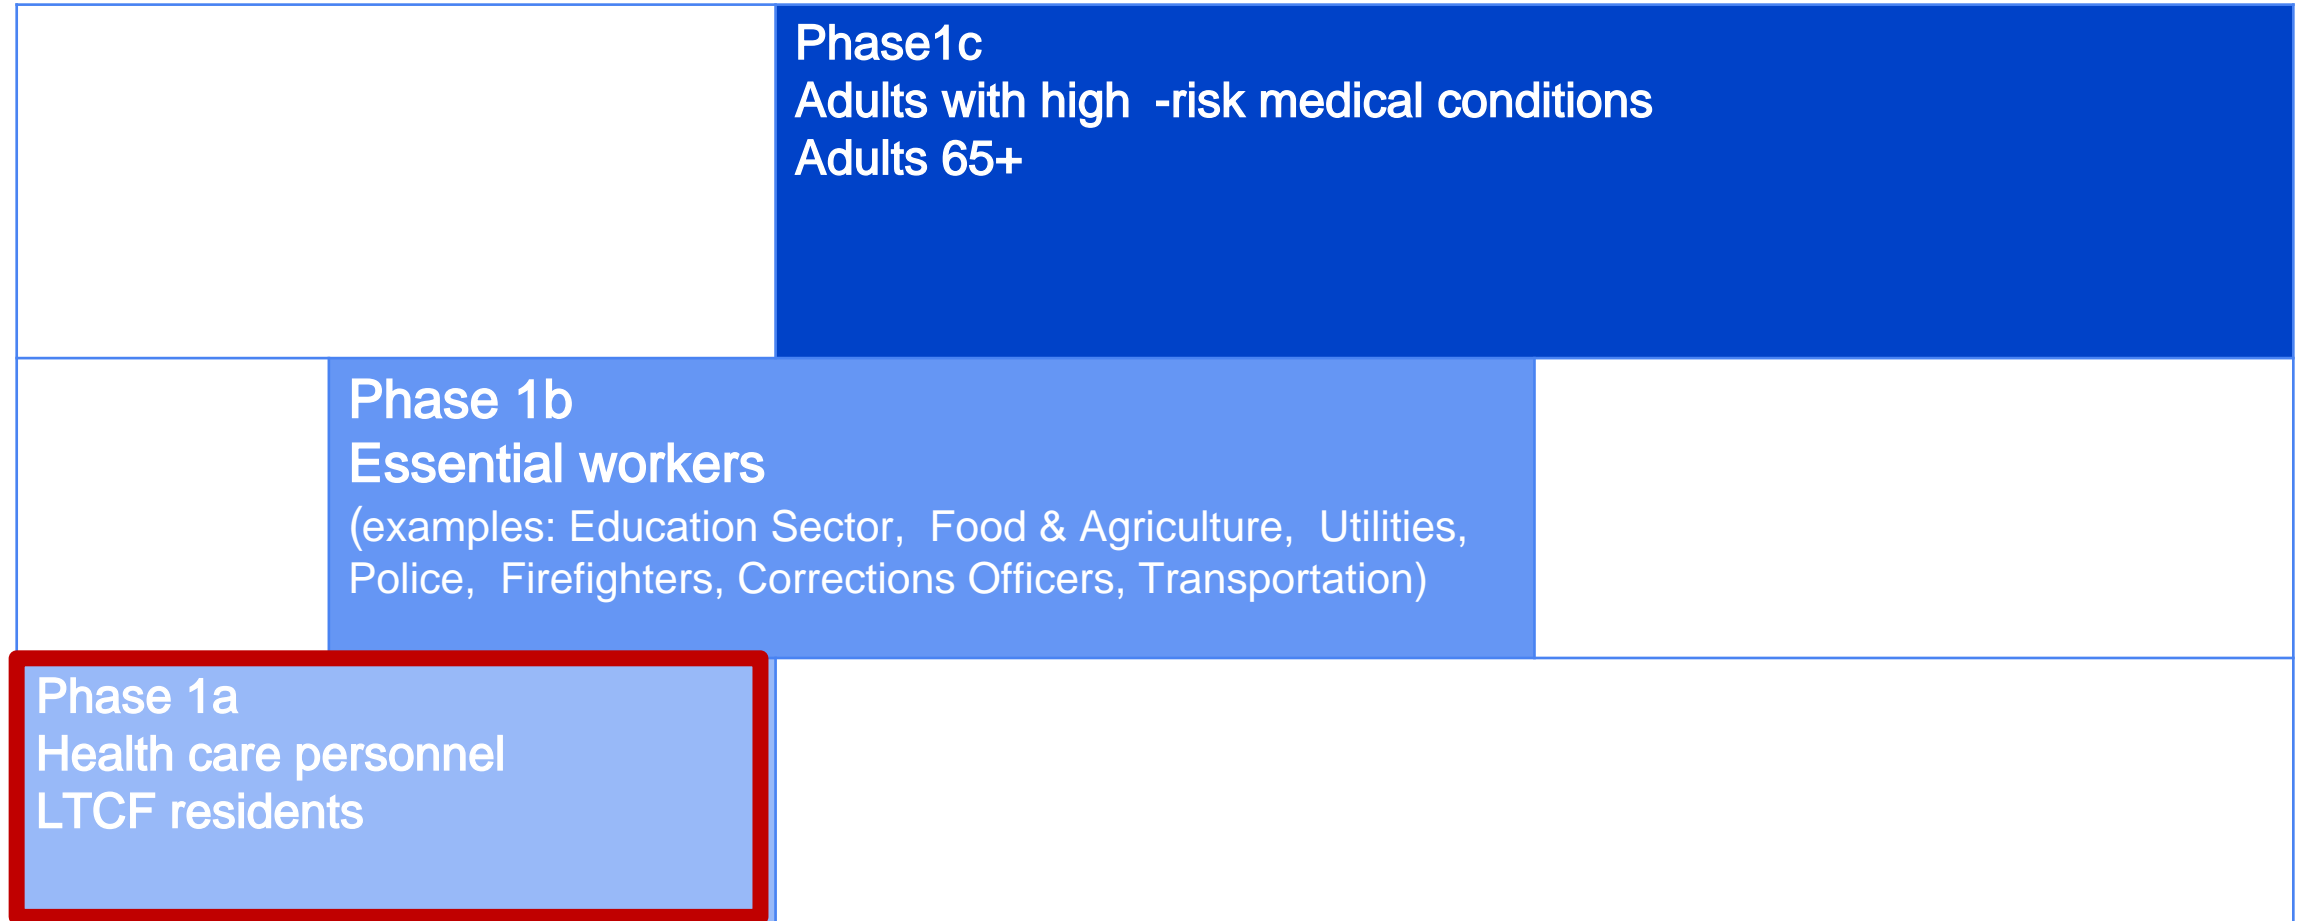 Phase1c
Adults with high -risk medical conditions
Adults 65+
Phase 1b
Essential workers
(examples: Education Sector, Food & Agriculture, Utilities,
Police, Firefighters, Corrections Officers, Transportation)
Phase 1a
Health care personnel
LTCF residents